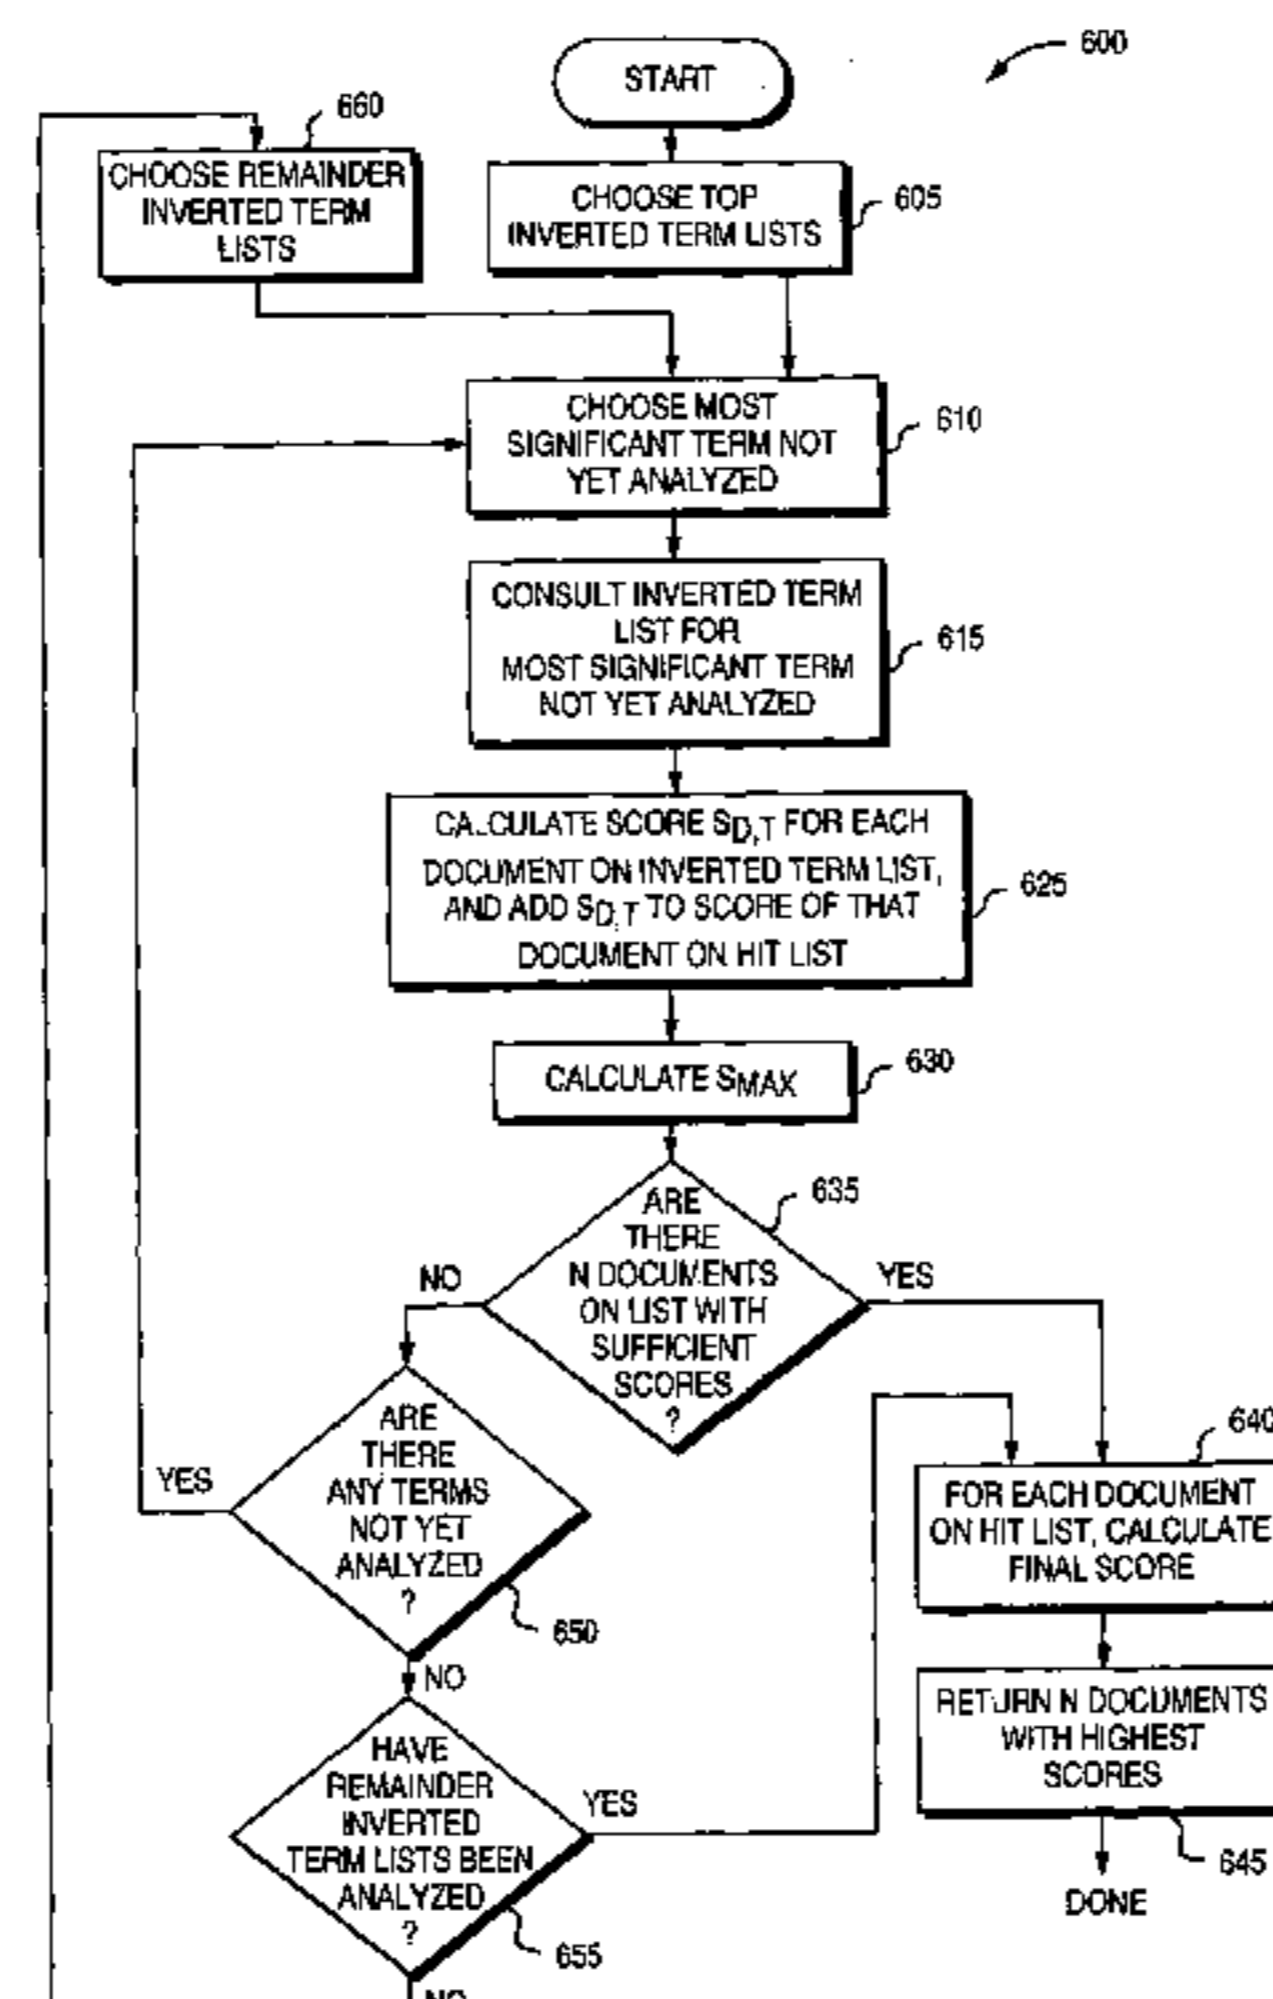 600
START
660
CHOOSE REMAINDER
INVERTED TERM
LISTS
CHOOSE TOP
INVERTED TERM LISTS
605
CHOOSE MOST
SIGNIFICANT TERM NOT
YET ANALYZED
610
CONSULT INVERTED TERM
LIST FOR
MOST SIGNIFICANT TERM
NOT YET ANALYZED
615
CALCULATE SCORE SD,T FOR EACH
DOCUMENT ON INVERTED TERM LIST,
AND ADD SD,T TO SCORE OF THAT
DOCUMENT ON HIT LIST
625
CALCULATE SMAX
630
ARE
THERE
N DOCUMENTS
ON LIST WITH
SUFFICIENT
SCORES
?
635
NO
YES
ARE
THERE
ANY TERMS
NOT YET
ANALYZED
?
YES
650
NO
640
FOR EACH DOCUMENT
ON HIT LIST, CALCULATE
FINAL SCORE
RETURN N DOCUMENTS
WITH HIGHEST
SCORES
645
DONE
HAVE
REMAINDER
INVERTED
TERM LISTS BEEN
ANALYZED
?
YES
655
NO